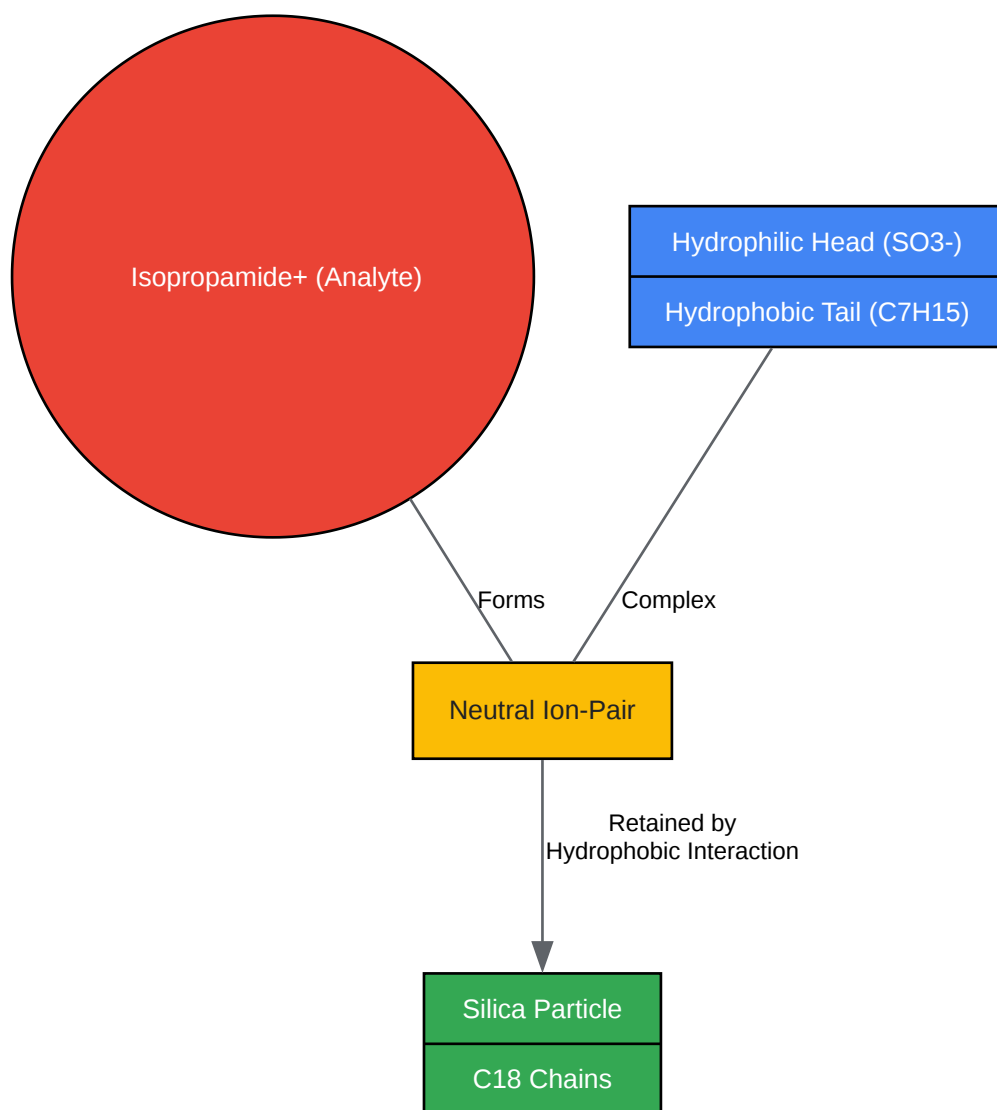 Isopropamide+ (Analyte)
Hydrophilic Head (SO3-)
Hydrophobic Tail (C7H15)
Forms
Complex
Neutral Ion-Pair
Retained by
Hydrophobic Interaction
Silica Particle
C18 Chains